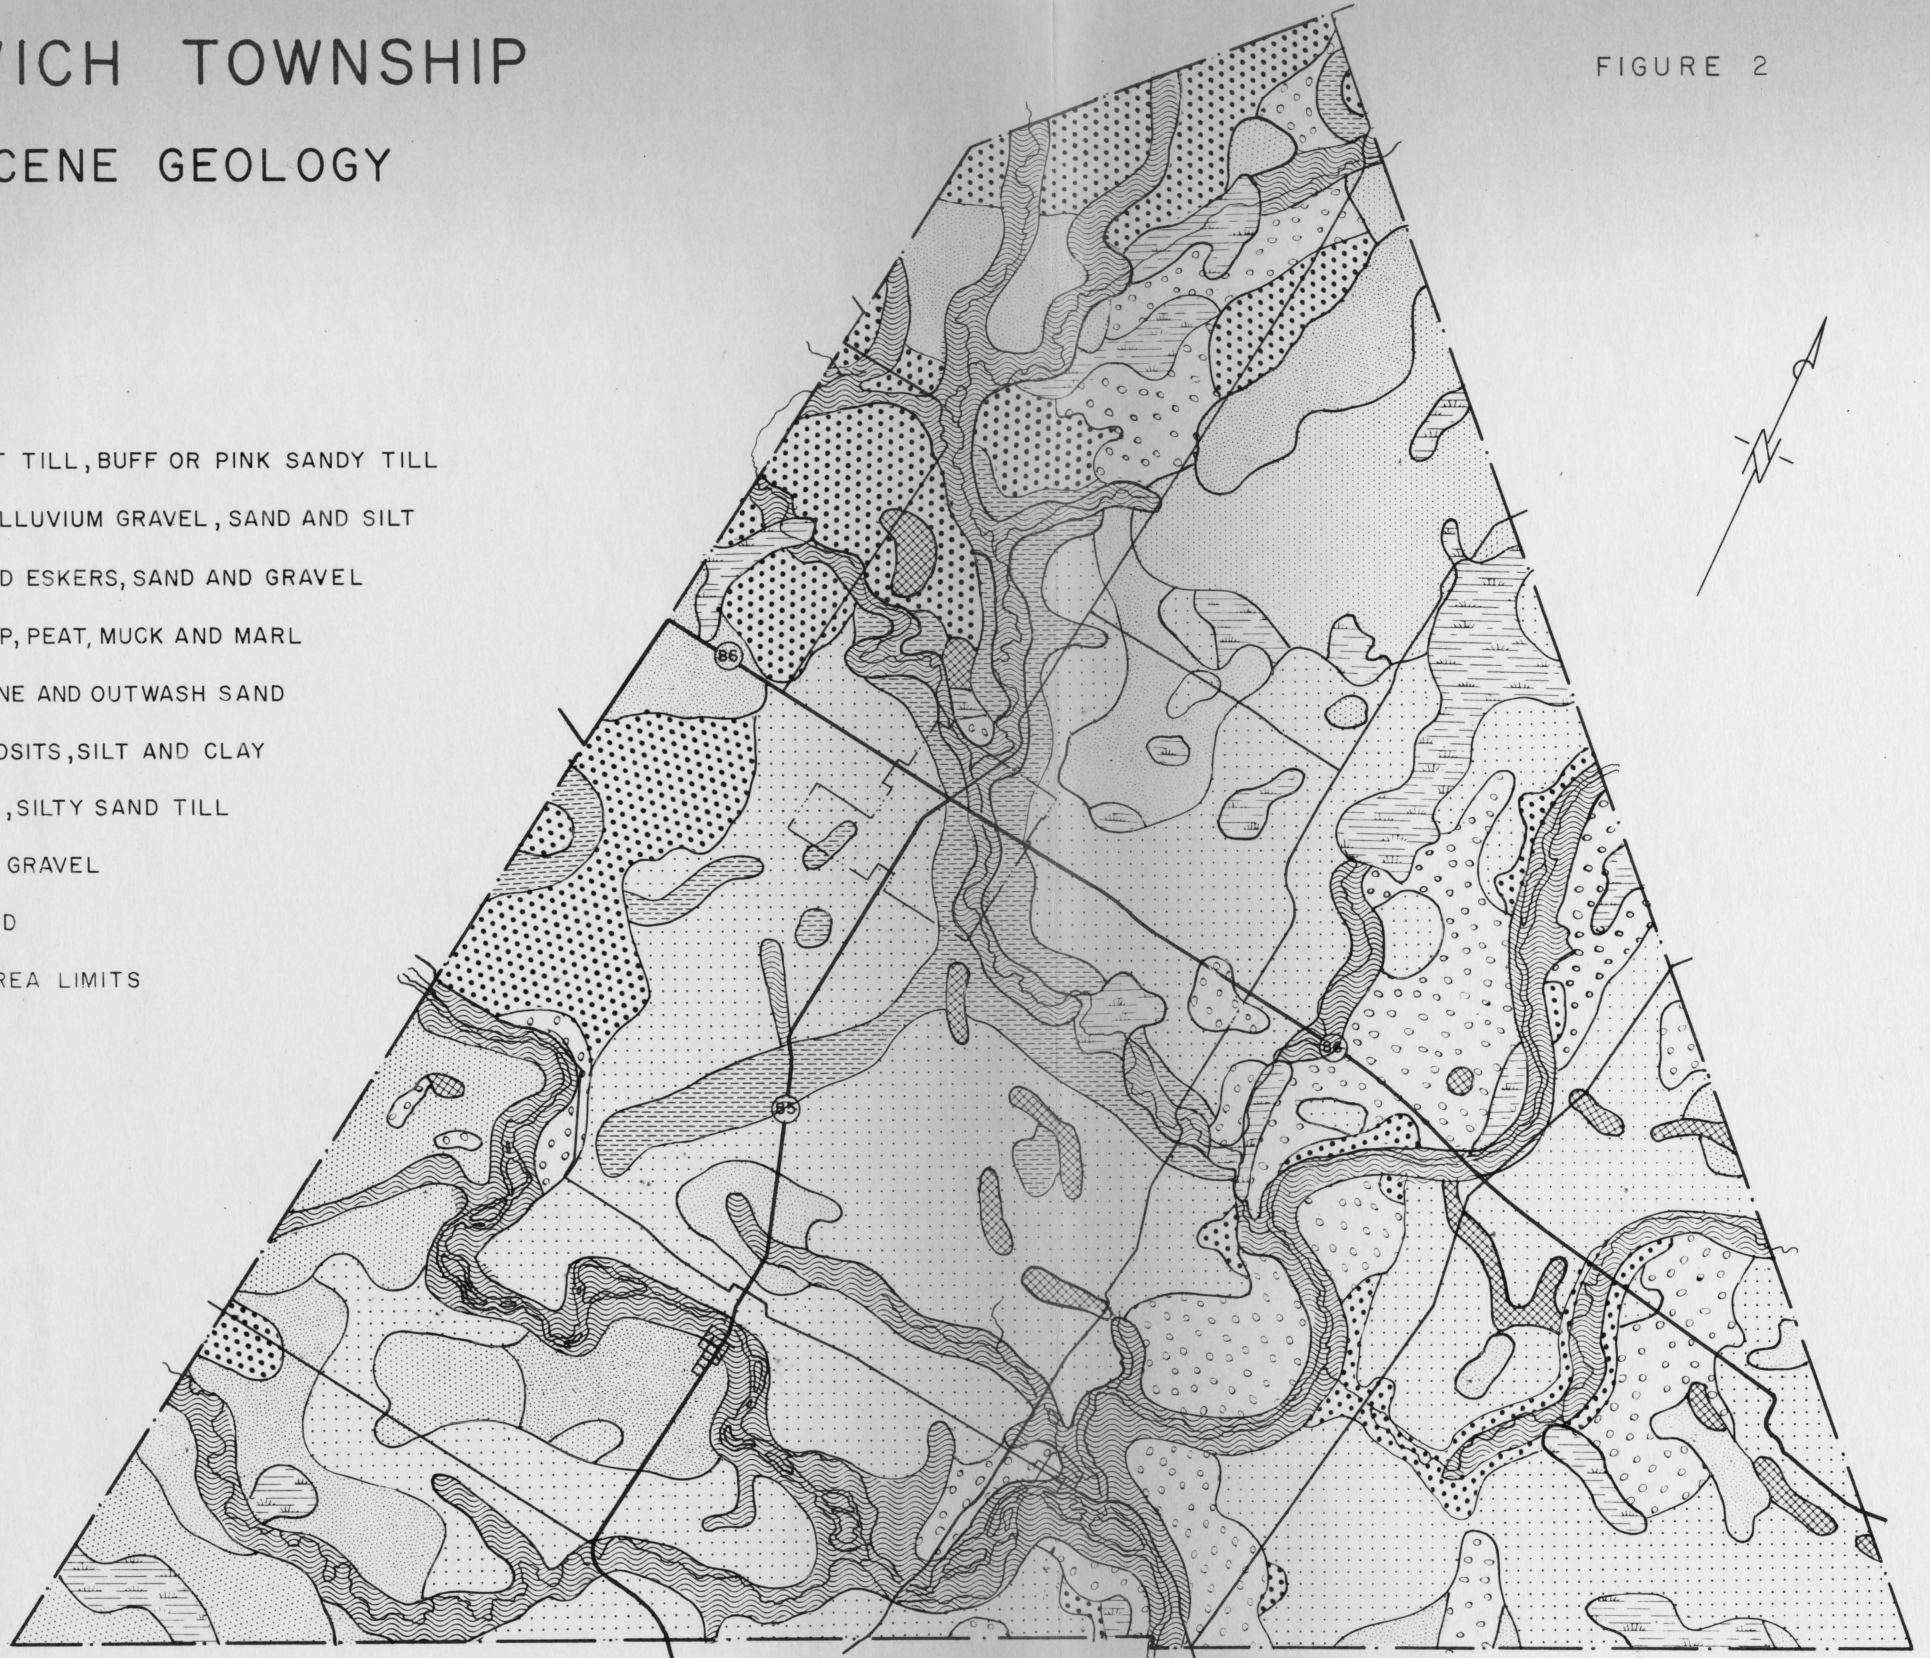 WICH TOWNSHIP
FIGURE 2
CENE GEOLOGY
T TILL, BUFF OR PINK SANDY TILL
LLUVIUM GRAVEL, SAND AND SILT
D ESKERS, SAND AND GRAVEL
P, PEAT, MUCK AND MARL
NE AND OUTWASH SAND
OSITS, SILT AND CLAY
, SILTY SAND TILL
GRAVEL
D
REA LIMITS
86
86
85